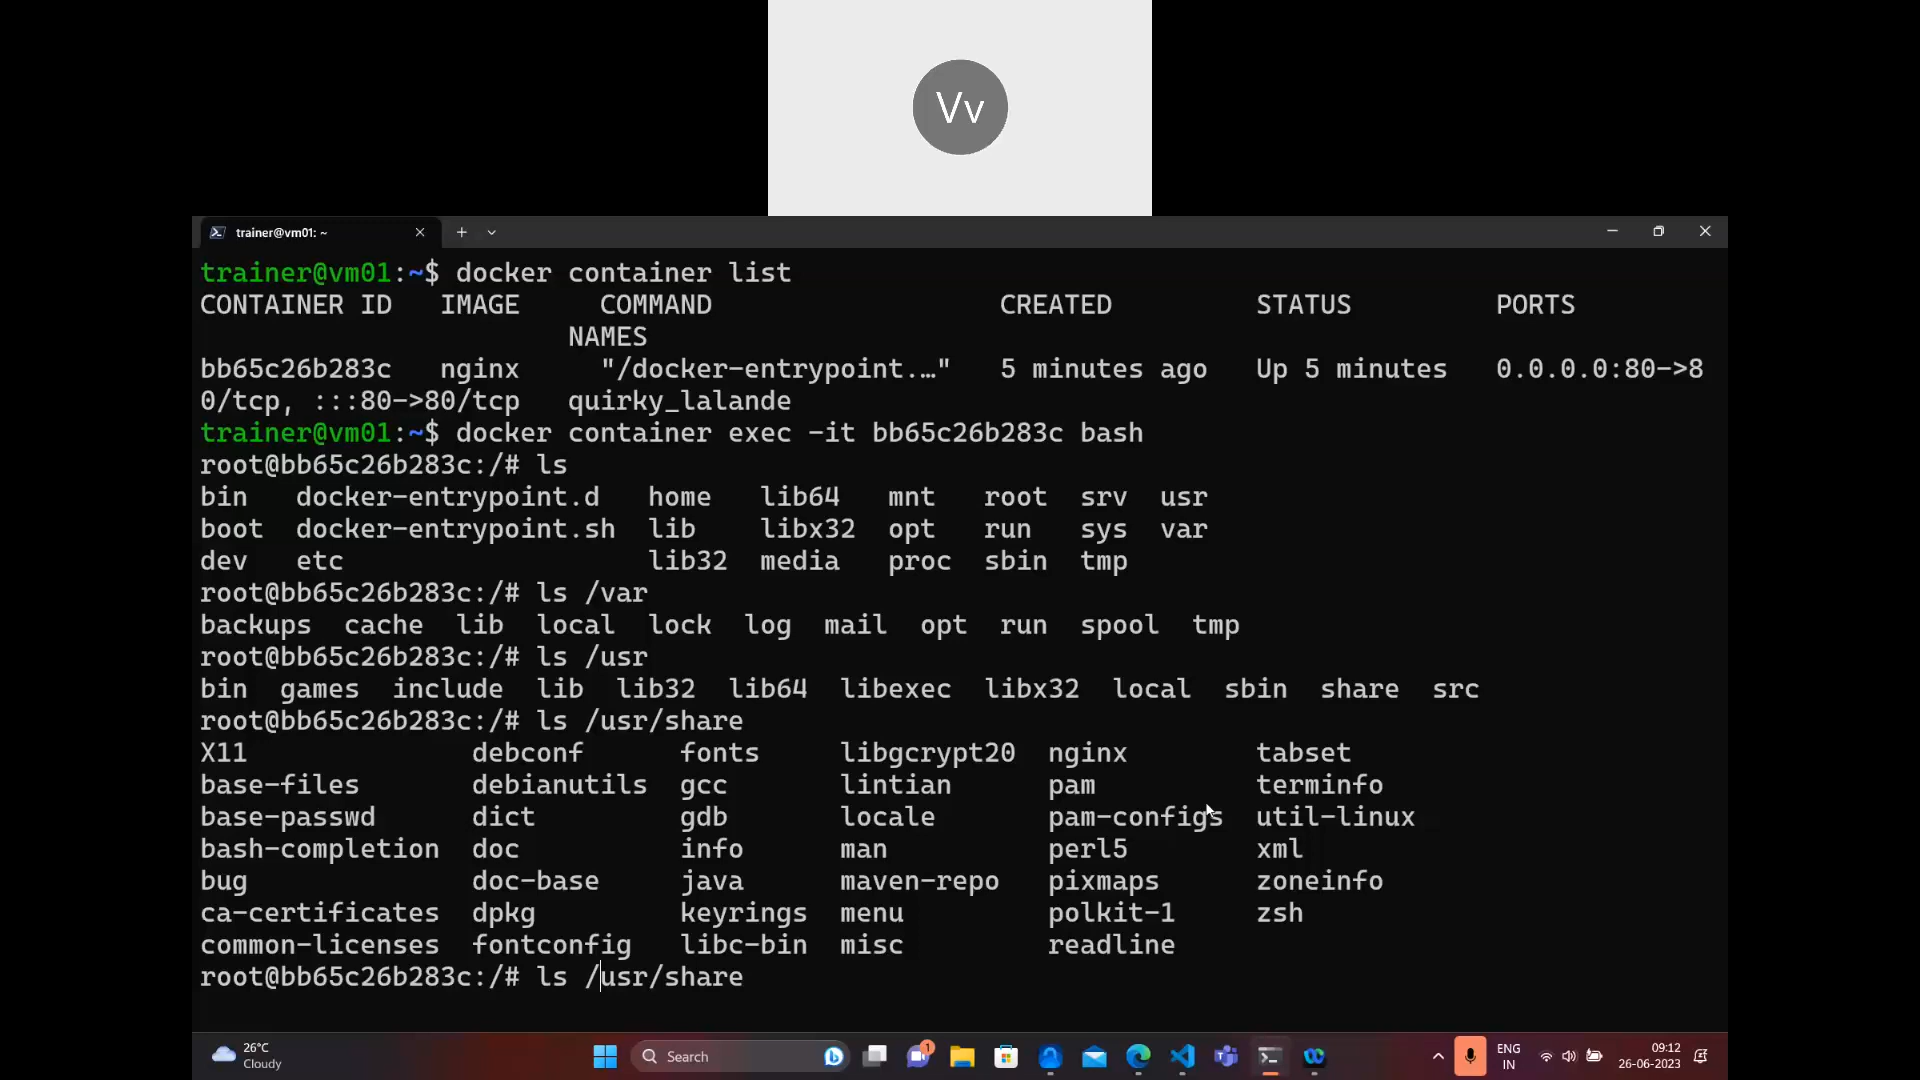 Vv
trainer@vm01: ~
trainer@vm01:~$ docker container list
CONTAINER ID   IMAGE     COMMAND                  CREATED         STATUS         PORTS
                       NAMES
bb65c26b283c   nginx     "/docker-entrypoint.…"   5 minutes ago   Up 5 minutes   0.0.0.0:80->8
0/tcp, :::80->80/tcp   quirky_lalande
trainer@vm01:~$ docker container exec -it bb65c26b283c bash
root@bb65c26b283c:/# ls
bin   docker-entrypoint.d   home   lib64   mnt   root  srv  usr
boot  docker-entrypoint.sh  lib    libx32  opt   run   sys  var
dev   etc                   lib32  media   proc  sbin  tmp
root@bb65c26b283c:/# ls /var
backups  cache  lib  local  lock  log  mail  opt  run  spool  tmp
root@bb65c26b283c:/# ls /usr
bin  games  include  lib  lib32  lib64  libexec  libx32  local  sbin  share  src
root@bb65c26b283c:/# ls /usr/share
X11              debconf      fonts     libgcrypt20  nginx        tabset
base-files       debianutils  gcc       lintian      pam          terminfo
base-passwd      dict         gdb       locale       pam-configs  util-linux
bash-completion  doc          info      man          perl5        xml
bug              doc-base     java      maven-repo   pixmaps      zoneinfo
ca-certificates  dpkg         keyrings  menu         polkit-1     zsh
common-licenses  fontconfig   libc-bin  misc         readline
root@bb65c26b283c:/# ls /usr/share
26°C
Cloudy
Search
1
ENG
IN
09:12
26-06-2023